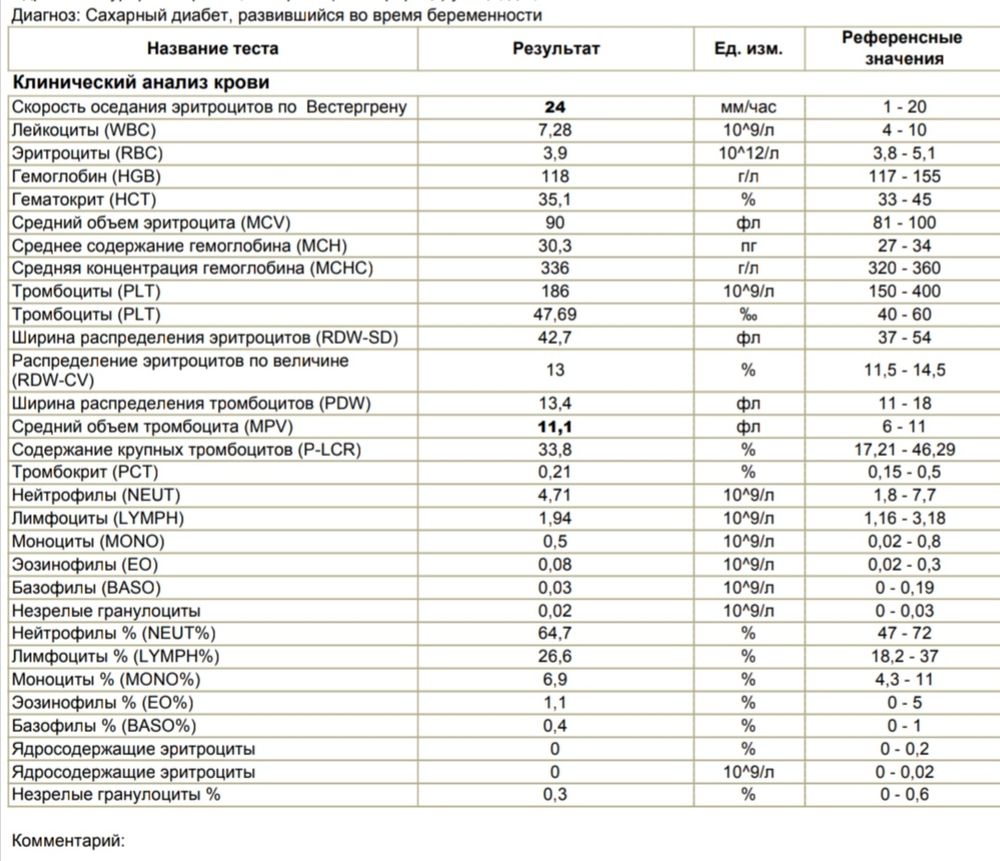 Диагноз: Сахарный диабет, развившийся во время беременности
Название теста Результат Ед. изм. Референсные значения
Клинический анализ крови
Скорость оседания эритроцитов по Вестергрену 24 мм/час 1 - 20
Лейкоциты (WBC) 7,28 10^9/л 4 - 10
Эритроциты (RBC) 3,9 10^12/л 3,8 - 5,1
Гемоглобин (HGB) 118 г/л 117 - 155
Гематокрит (HCT) 35,1 % 33 - 45
Средний объем эритроцита (MCV) 90 фл 81 - 100
Среднее содержание гемоглобина (MCH) 30,3 пг 27 - 34
Средняя концентрация гемоглобина (MCHC) 336 г/л 320 - 360
Тромбоциты (PLT) 186 10^9/л 150 - 400
Тромбоциты (PLT) 47,69 ‰ 40 - 60
Ширина распределения эритроцитов (RDW-SD) 42,7 фл 37 - 54
Распределение эритроцитов по величине (RDW-CV) 13 % 11,5 - 14,5
Ширина распределения тромбоцитов (PDW) 13,4 фл 11 - 18
Средний объем тромбоцита (MPV) 11,1 фл 6 - 11
Содержание крупных тромбоцитов (P-LCR) 33,8 % 17,21 - 46,29
Тромбокрит (PCT) 0,21 % 0,15 - 0,5
Нейтрофилы (NEUT) 4,71 10^9/л 1,8 - 7,7
Лимфоциты (LYMPH) 1,94 10^9/л 1,16 - 3,18
Моноциты (MONO) 0,5 10^9/л 0,02 - 0,8
Эозинофилы (EO) 0,08 10^9/л 0,02 - 0,3
Базофилы (BASO) 0,03 10^9/л 0 - 0,19
Незрелые гранулоциты 0,02 10^9/л 0 - 0,03
Нейтрофилы % (NEUT%) 64,7 % 47 - 72
Лимфоциты % (LYMPH%) 26,6 % 18,2 - 37
Моноциты % (MONO%) 6,9 % 4,3 - 11
Эозинофилы % (EO%) 1,1 % 0 - 5
Базофилы % (BASO%) 0,4 % 0 - 1
Ядросодержащие эритроциты 0 % 0 - 0,2
Ядросодержащие эритроциты 0 10^9/л 0 - 0,02
Незрелые гранулоциты % 0,3 % 0 - 0,6
Комментарий: